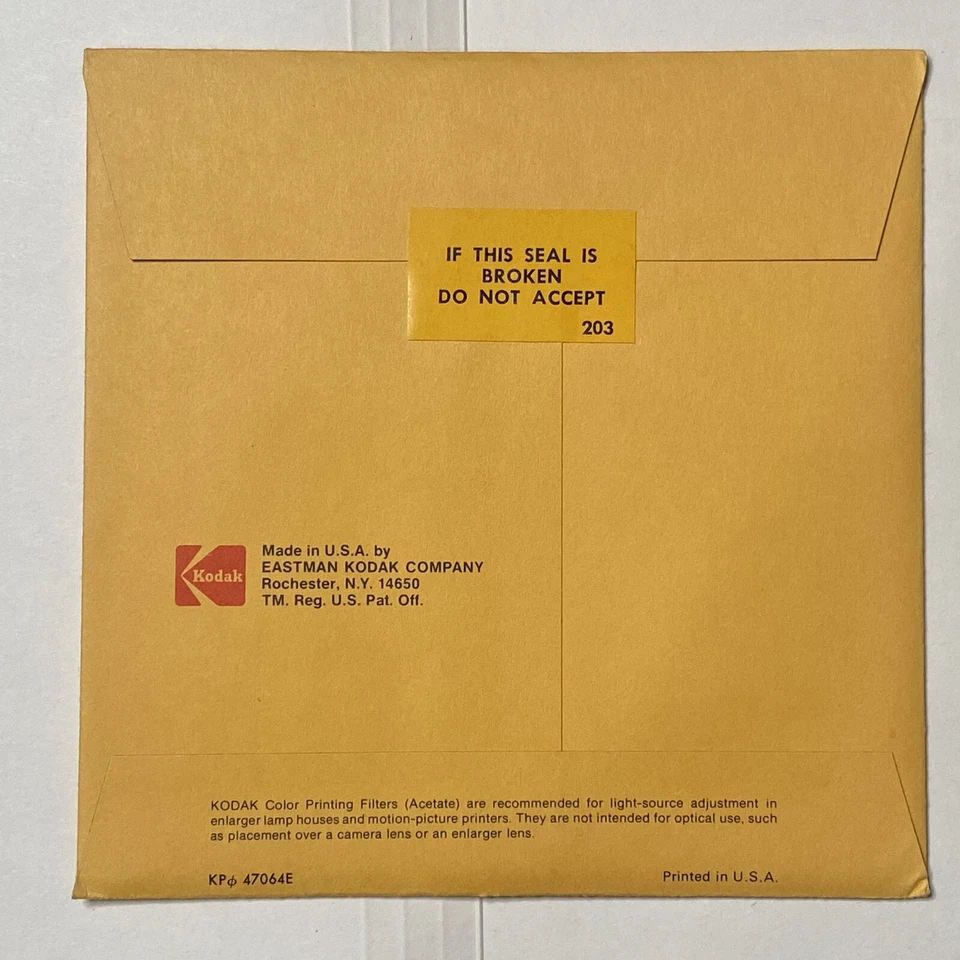 IF THIS SEAL IS
BROKEN
DO NOT ACCEPT
203
Kodak
Made in U.S.A. by
EASTMAN KODAK COMPANY
Rochester, N.Y. 14650
TM. Reg. U.S. Pat. Off.
KODAK Color Printing Filters (Acetate) are recommended for light-source adjustment in
enlarger lamp houses and motion-picture printers. They are not intended for optical use, such
as placement over a camera lens or an enlarger lens.
KPϕ 47064E
Printed in U.S.A.